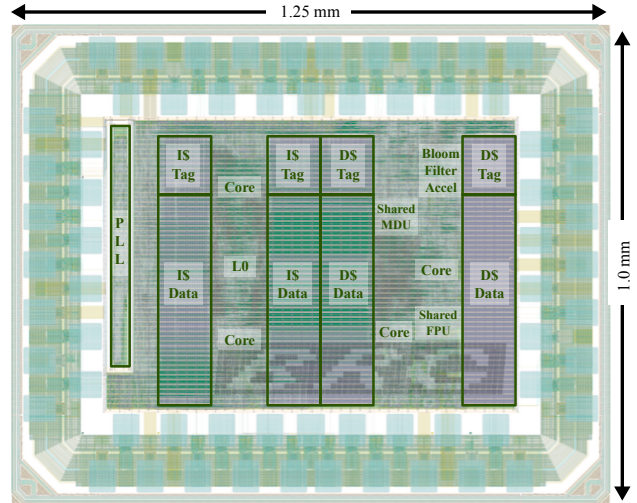 1.25 mm
1.0 mm
PLL
I$
Tag
I$
Data
Core
L0
Core
I$
Tag
I$
Data
D$
Tag
D$
Data
Shared
MDU
Core
Bloom
Filter
Accel
Core
Shared
FPU
D$
Tag
D$
Data